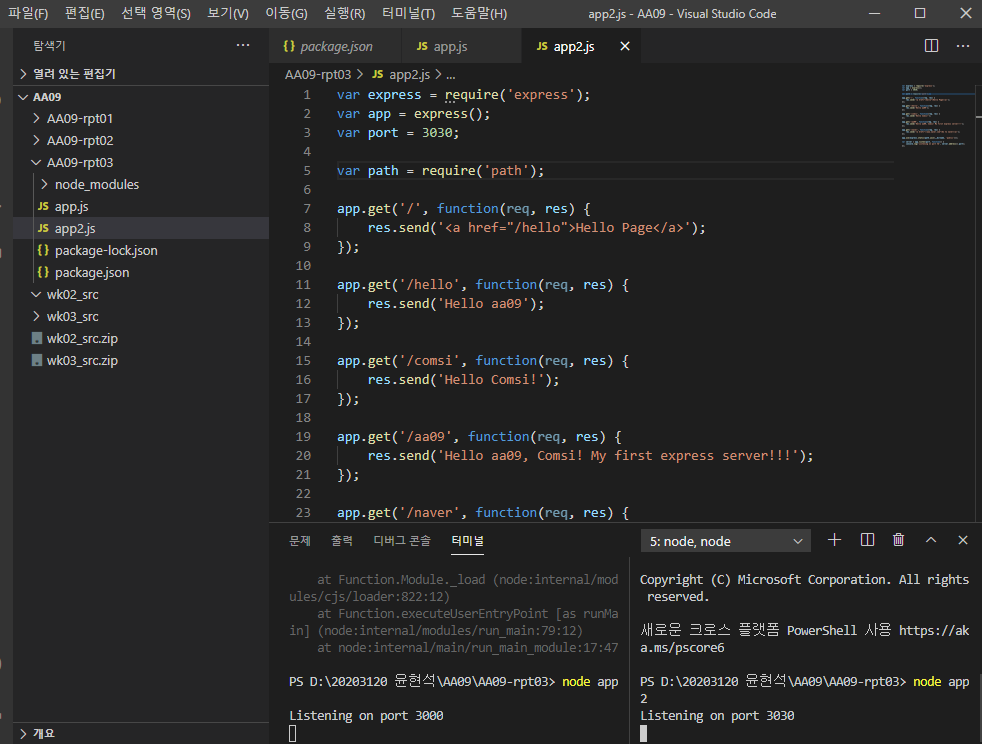 파일(F) 편집(E) 선택 영역(S) 보기(V) 이동(G) 실행(R) 터미널(T) 도움말(H) app2.js - AA09 - Visual Studio Code
탐색기
열려 있는 편집기
AA09
AA09-rpt01
AA09-rpt02
AA09-rpt03
node_modules
JS app.js
JS app2.js
{} package-lock.json
{} package.json
wk02_src
wk03_src
wk02_src.zip
wk03_src.zip
개요
{} package.json JS app.js JS app2.js
AA09-rpt03 > JS app2.js > ...
1 var express = require('express');
2 var app = express();
3 var port = 3030;
4
5 var path = require('path');
6
7 app.get('/', function(req, res) {
8 res.send('<a href="/hello">Hello Page</a>');
9 });
10
11 app.get('/hello', function(req, res) {
12 res.send('Hello aa09');
13 });
14
15 app.get('/comsi', function(req, res) {
16 res.send('Hello Comsi!');
17 });
18
19 app.get('/aa09', function(req, res) {
20 res.send('Hello aa09, Comsi! My first express server!!!');
21 });
22
23 app.get('/naver', function(req, res) {
문제 출력 디버그 콘솔 터미널 5: node, node
at Function.Module._load (node:internal/mod
ules/cjs/loader:822:12)
at Function.executeUserEntryPoint [as runMa
in] (node:internal/modules/run_main:79:12)
at node:internal/main/run_main_module:17:47
PS D:\20203120 윤현석\AA09\AA09-rpt03> node app
Listening on port 3000
Copyright (C) Microsoft Corporation. All rights
reserved.
새로운 크로스 플랫폼 PowerShell 사용 https://ak
a.ms/pscore6
PS D:\20203120 윤현석\AA09\AA09-rpt03> node app
2
Listening on port 3030